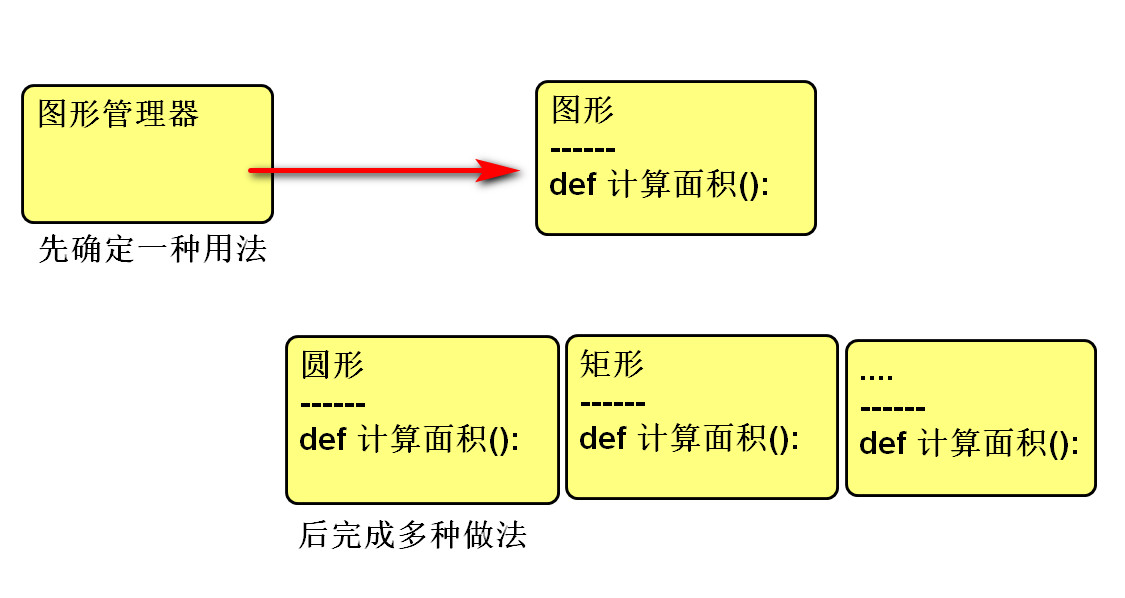 图形管理器
图形
------
def 计算面积():
先确定一种用法
圆形
------
def 计算面积():
矩形
------
def 计算面积():
....
------
def 计算面积():
后完成多种做法